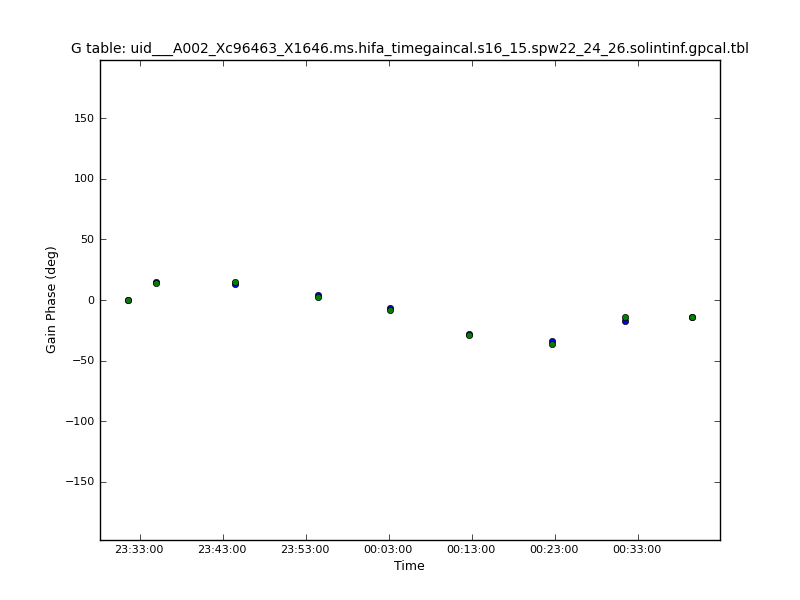 G table: uid___A002_Xc96463_X1646.ms.hifa_timegaincal.s16_15.spw22_24_26.solintinf.gpcal.tbl
150
100
50
0
−50
−100
−150
Gain Phase (deg)
23:33:00 23:43:00 23:53:00 00:03:00 00:13:00 00:23:00 00:33:00
Time